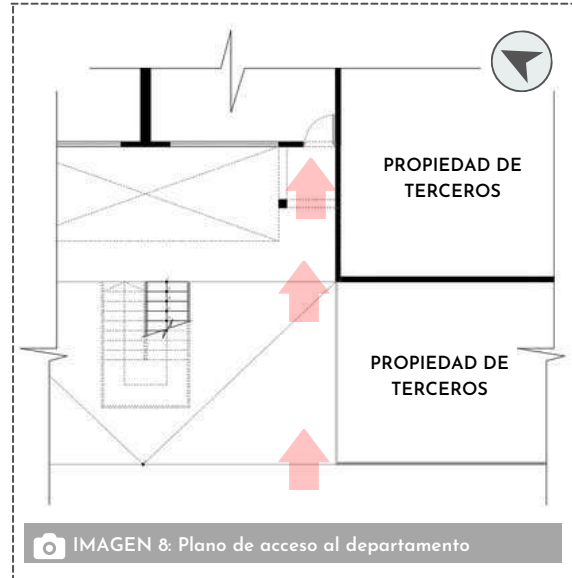 PROPIEDAD DE
TERCEROS
PROPIEDAD DE
TERCEROS
IMAGEN 8: Plano de acceso al departamento